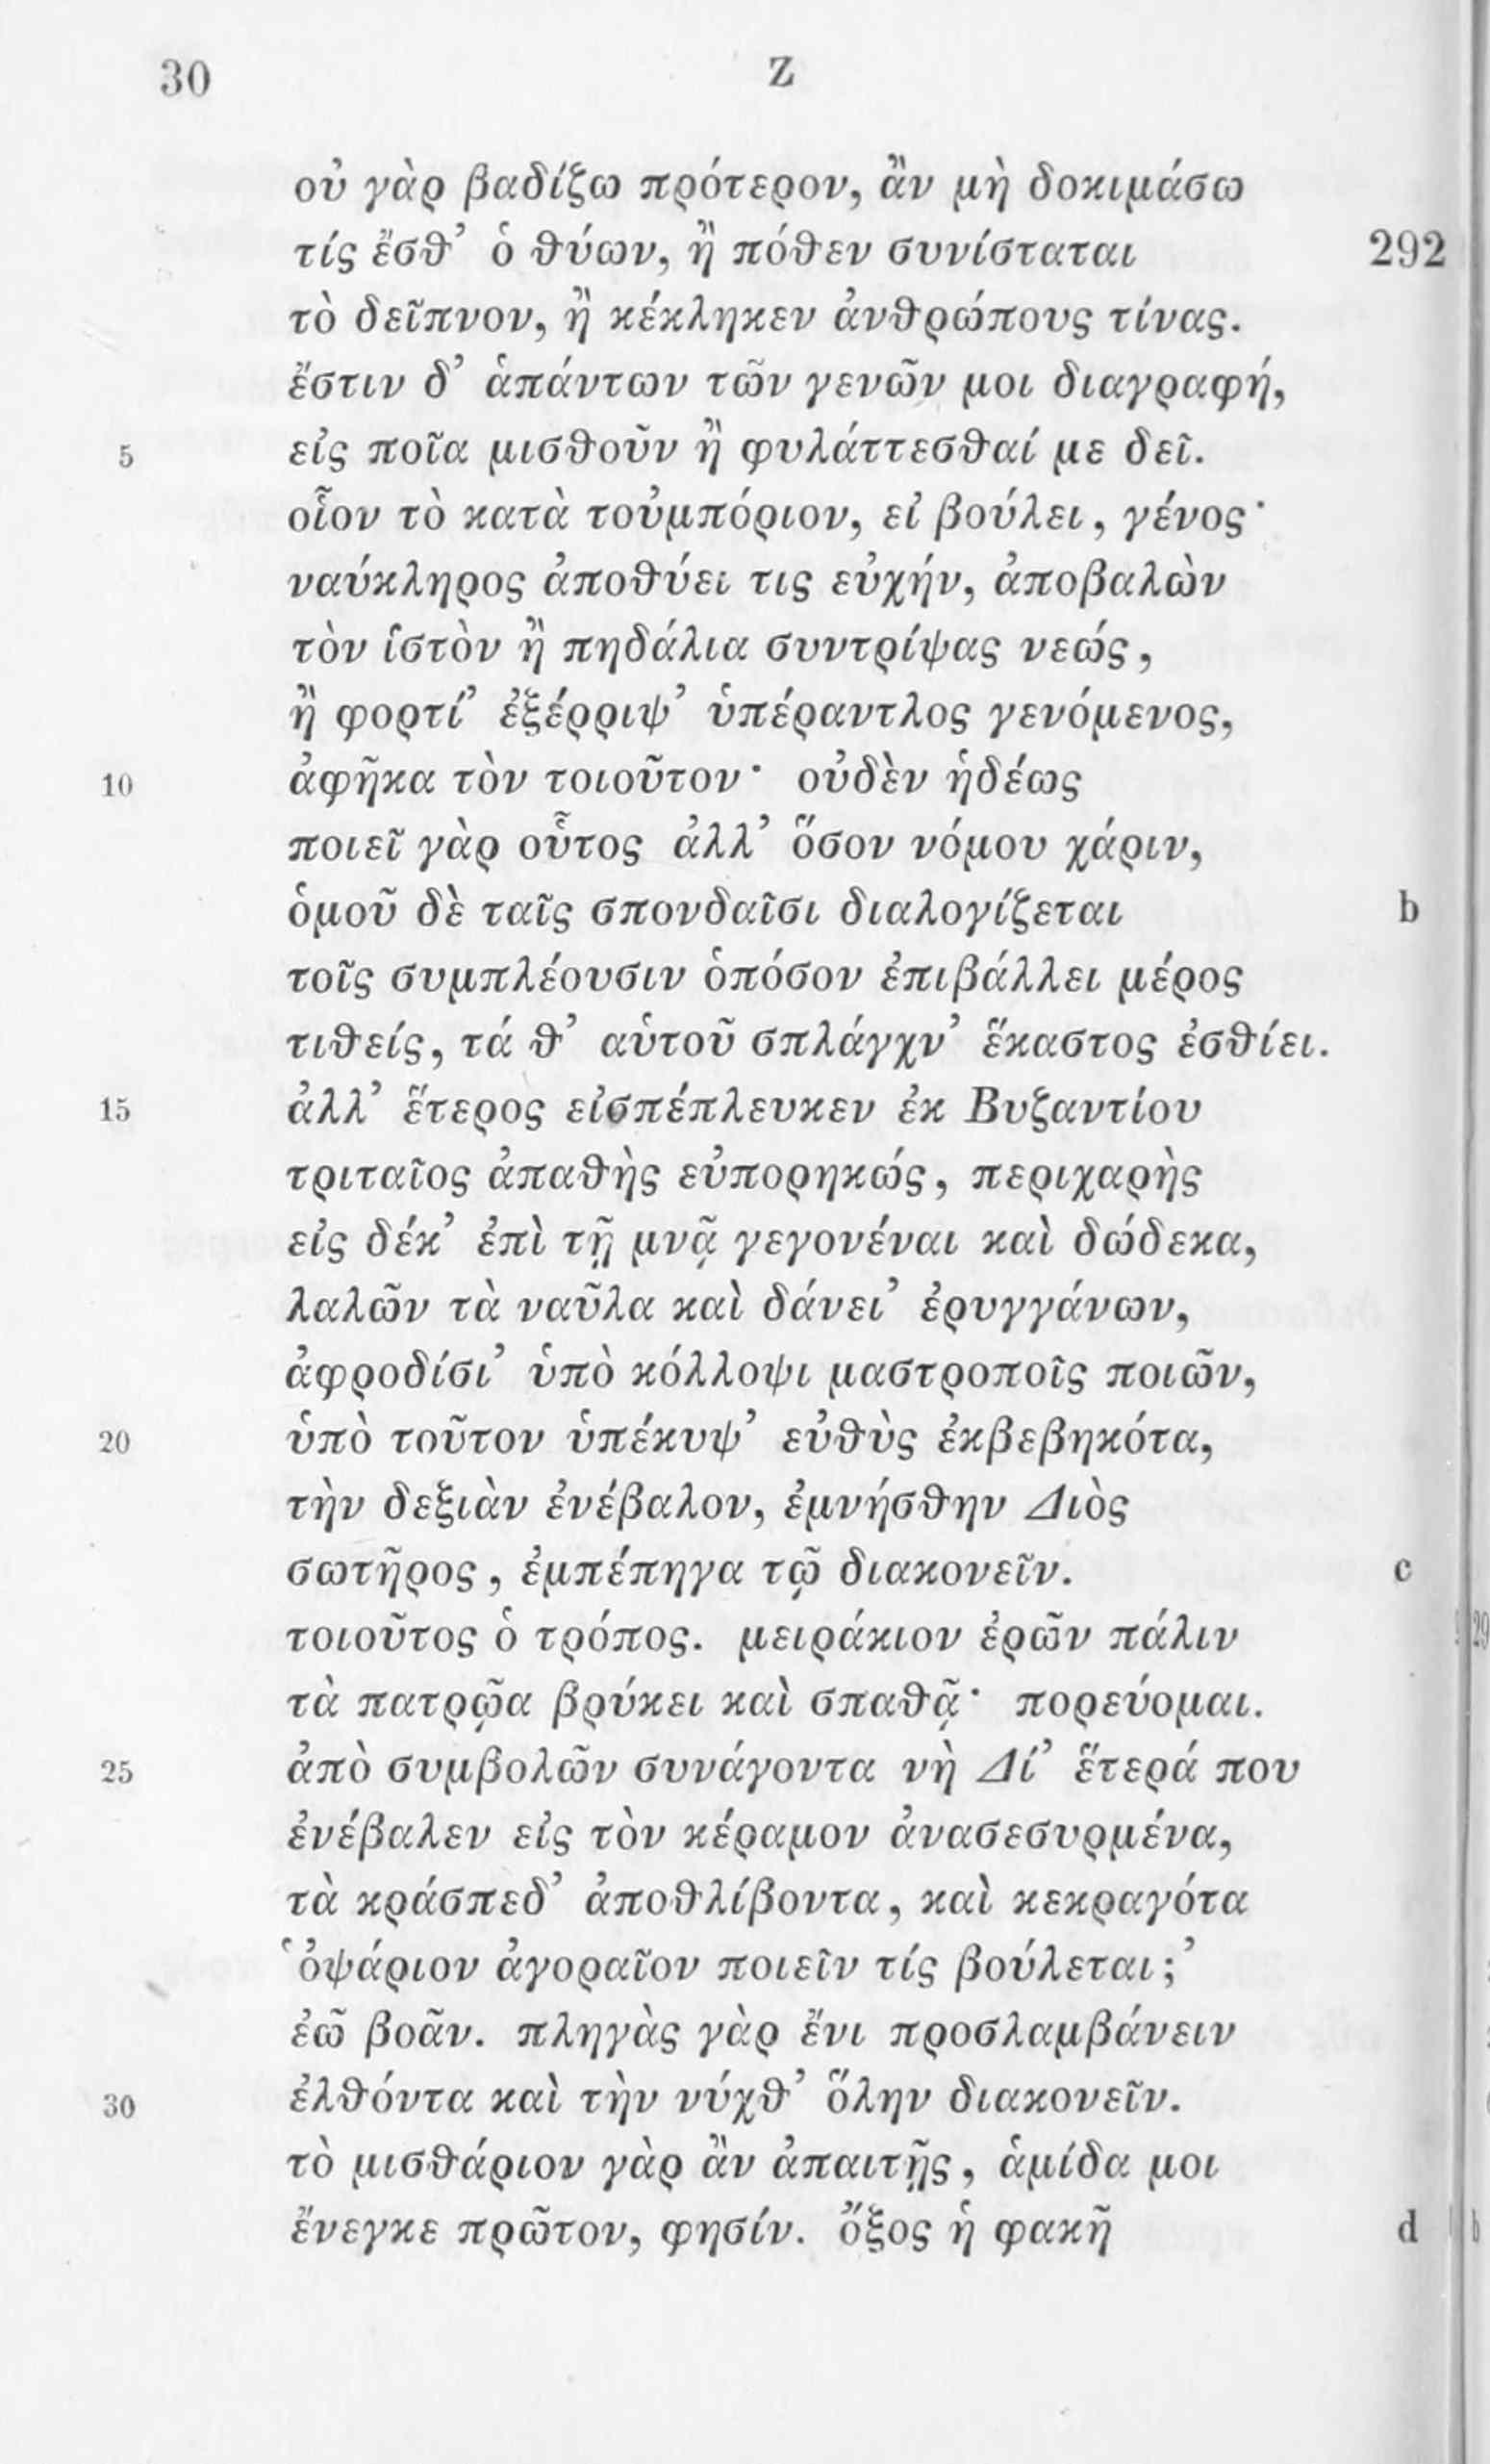 30
Z
οὐ γὰρ βαδίζω πρότερον, ἂν μὴ δοκιμάσω
τίς ἔσθ’ ὁ θύων, ἢ πόθεν συνίσταται 292
τὸ δεῖπνον, ἢ κέκληκεν ἀνθρώπους τίνας.
ἔστιν δ’ ἁπάντων τῶν γενῶν μοι διαγραφή,
5 εἰς ποῖα μισθοῦν ἢ φυλάττεσθαί με δεῖ.
οἷον τὸ κατὰ τοὐμπόριον, εἰ βούλει, γένος·
ναύκληρος ἀποθύει τις εὐχήν, ἀποβαλὼν
τὸν ἱστὸν ἢ πηδάλια συντρίψας νεώς,
ἢ φορτί’ ἐξέρριψ’ ὑπέραντλος γενόμενος,
10 ἀφῆκα τὸν τοιοῦτον· οὐδὲν ἡδέως
ποιεῖ γὰρ οὗτος ἀλλ’ ὅσον νόμου χάριν,
ὁμοῦ δὲ ταῖς σπονδαῖσι διαλογίζεται b
τοῖς συμπλέουσιν ὁπόσον ἐπιβάλλει μέρος
τιθείς, τά θ’ αὑτοῦ σπλάγχν’ ἕκαστος ἐσθίει.
15 ἀλλ’ ἕτερος εἰσπέπλευκεν ἐκ Βυζαντίου
τριταῖος ἀπαθὴς εὐπορηκώς, περιχαρὴς
εἰς δέκ’ ἐπὶ τῇ μνᾷ γεγονέναι καὶ δώδεκα,
λαλῶν τὰ ναῦλα καὶ δάνει’ ἐρυγγάνων,
ἀφροδίσι’ ὑπὸ κόλλοψι μαστροποῖς ποιῶν,
20 ὑπὸ τοῦτον ὑπέκυψ’ εὐθὺς ἐκβεβηκότα,
τὴν δεξιὰν ἐνέβαλον, ἐμνήσθην Διὸς
σωτῆρος, ἐμπέπηγα τῷ διακονεῖν. c
τοιοῦτος ὁ τρόπος. μειράκιον ἐρῶν πάλιν
τὰ πατρῷα βρύκει καὶ σπαθᾷ· πορεύομαι.
25 ἀπὸ συμβολῶν συνάγοντα νὴ Δί’ ἕτερά που
ἐνέβαλεν εἰς τὸν κέραμον ἀνασεσυρμένα,
τὰ κράσπεδ’ ἀποθλίβοντα, καὶ κεκραγότα
‘ὀψάριον ἀγοραῖον ποιεῖν τίς βούλεται;’
ἐῶ βοᾶν. πληγὰς γὰρ ἔνι προσλαμβάνειν
30 ἐλθόντα καὶ τὴν νύχθ’ ὅλην διακονεῖν.
τὸ μισθάριον γὰρ ἂν ἀπαιτῇς, ἁμίδα μοι
ἔνεγκε πρῶτον, φησίν. ὄξος ἡ φακῆ d